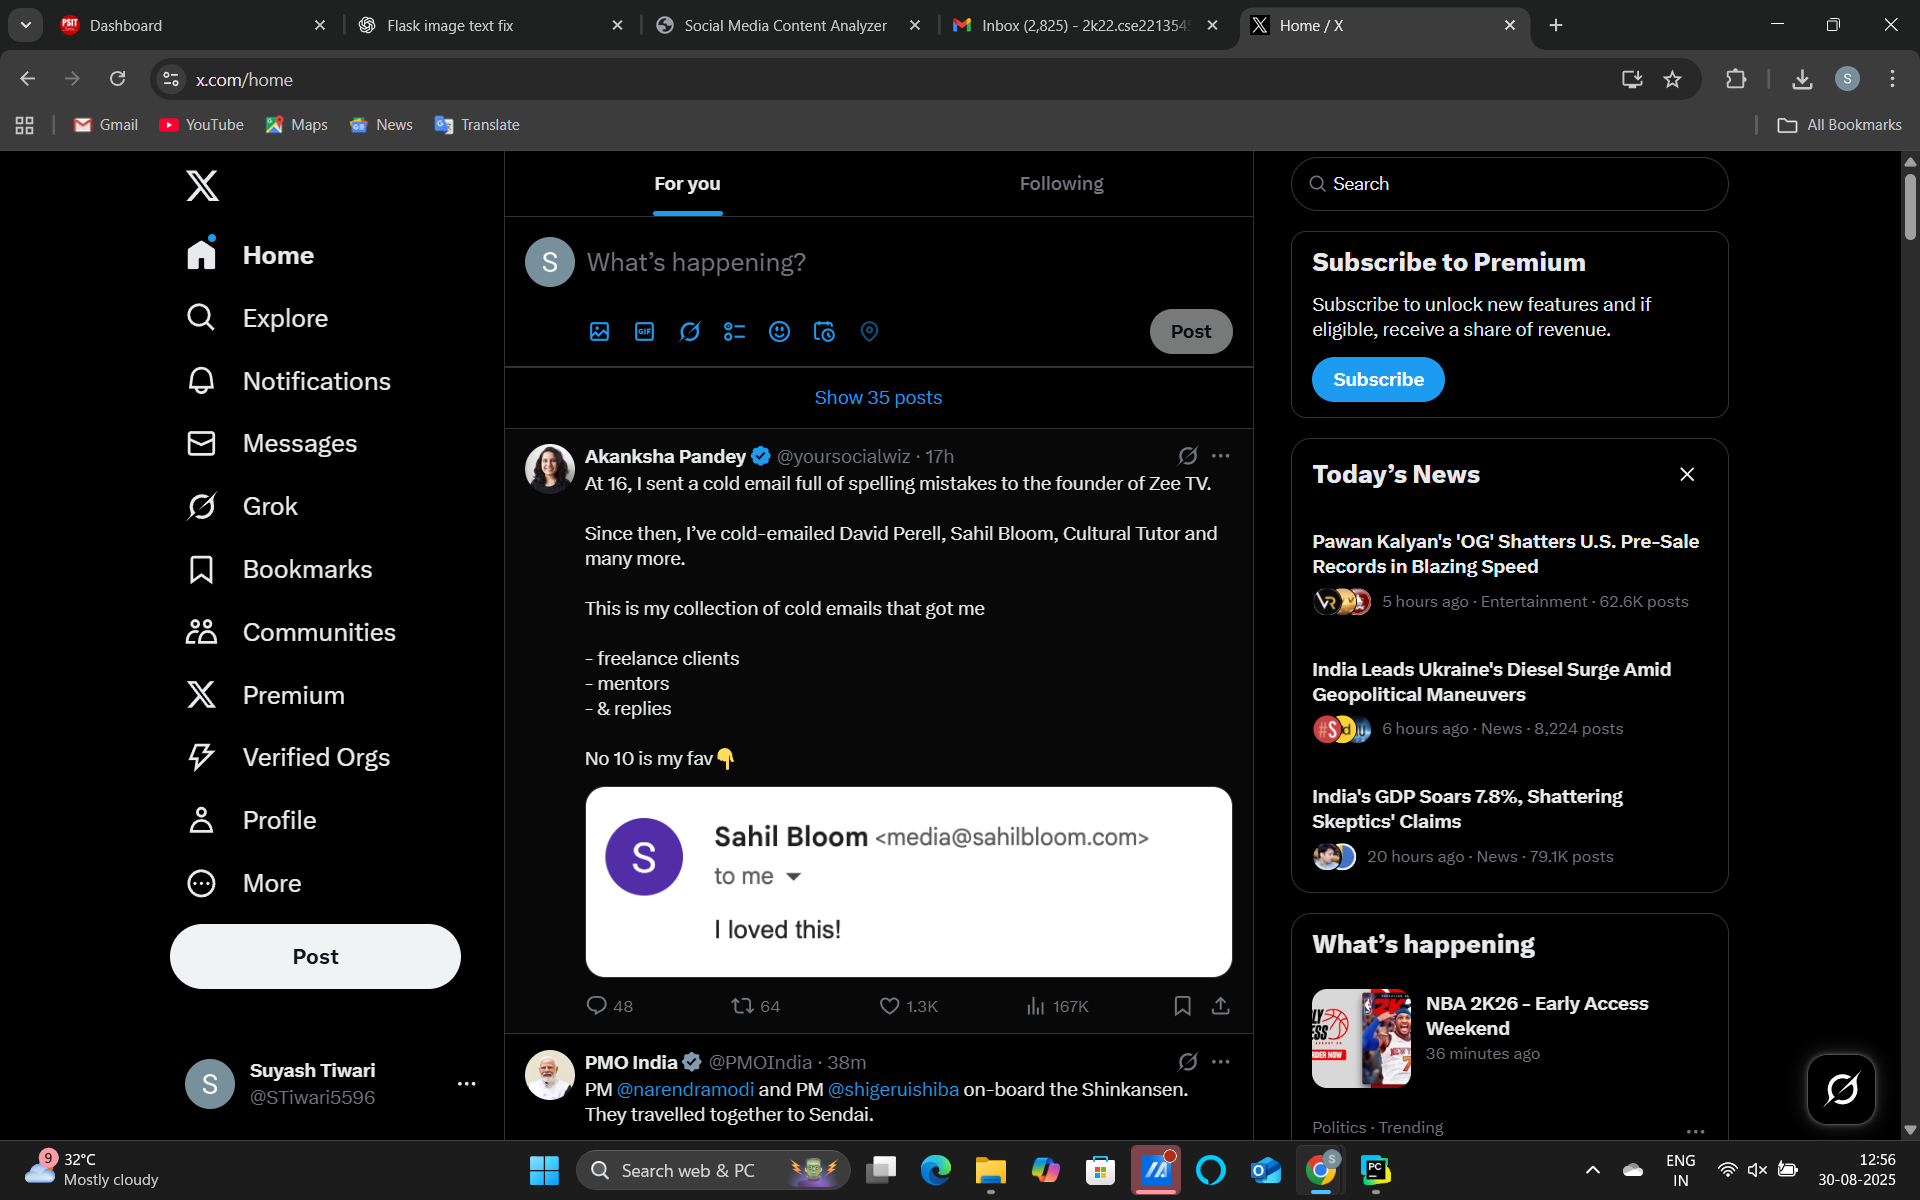 Dashboard
Flask image text fix
Social Media Content Analyzer
Inbox (2,825) - 2k22.cse221354
Home / X
x.com/home
S
Gmail
YouTube
Maps
News
Translate
All Bookmarks
Home
Explore
Notifications
Messages
Grok
Bookmarks
Communities
Premium
Verified Orgs
Profile
More
Post
S
Suyash Tiwari
@STiwari5596
For you
Following
S
What's happening?
GIF
Post
Show 35 posts
Akanksha Pandey @yoursocialwiz · 17h
At 16, I sent a cold email full of spelling mistakes to the founder of Zee TV.
Since then, I've cold-emailed David Perell, Sahil Bloom, Cultural Tutor and
many more.
This is my collection of cold emails that got me
- freelance clients
- mentors
- & replies
No 10 is my fav👇
S
Sahil Bloom <media@sahilbloom.com>
to me
I loved this!
48
64
1.3K
167K
PMO India @PMOIndia · 38m
PM @narendramodi and PM @shigeruishiba on-board the Shinkansen.
They travelled together to Sendai.
Search
Subscribe to Premium
Subscribe to unlock new features and if
eligible, receive a share of revenue.
Subscribe
Today's News
Pawan Kalyan's 'OG' Shatters U.S. Pre-Sale
Records in Blazing Speed
5 hours ago · Entertainment · 62.6K posts
India Leads Ukraine's Diesel Surge Amid
Geopolitical Maneuvers
6 hours ago · News · 8,224 posts
India's GDP Soars 7.8%, Shattering
Skeptics' Claims
20 hours ago · News · 79.1K posts
What's happening
NBA 2K26 - Early Access
Weekend
36 minutes ago
Politics · Trending
9
32°C
Mostly cloudy
Search web & PC
ENG
IN
12:56
30-08-2025